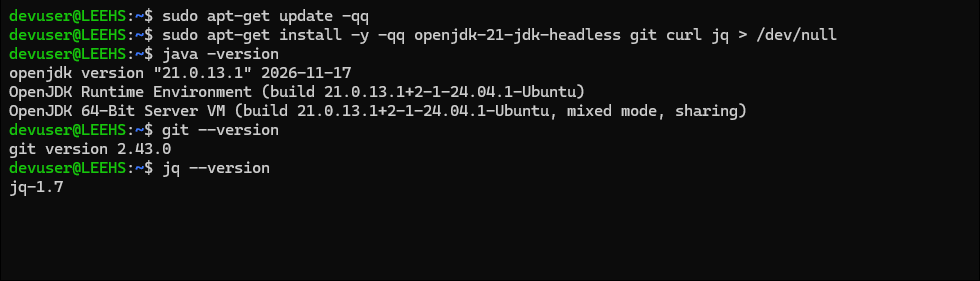 devuser@LEEHS:~$ sudo apt-get update -qq
devuser@LEEHS:~$ sudo apt-get install -y -qq openjdk-21-jdk-headless git curl jq > /dev/null
devuser@LEEHS:~$ java -version
openjdk version "21.0.13.1" 2026-11-17
OpenJDK Runtime Environment (build 21.0.13.1+2-1-24.04.1-Ubuntu)
OpenJDK 64-Bit Server VM (build 21.0.13.1+2-1-24.04.1-Ubuntu, mixed mode, sharing)
devuser@LEEHS:~$ git --version
git version 2.43.0
devuser@LEEHS:~$ jq --version
jq-1.7